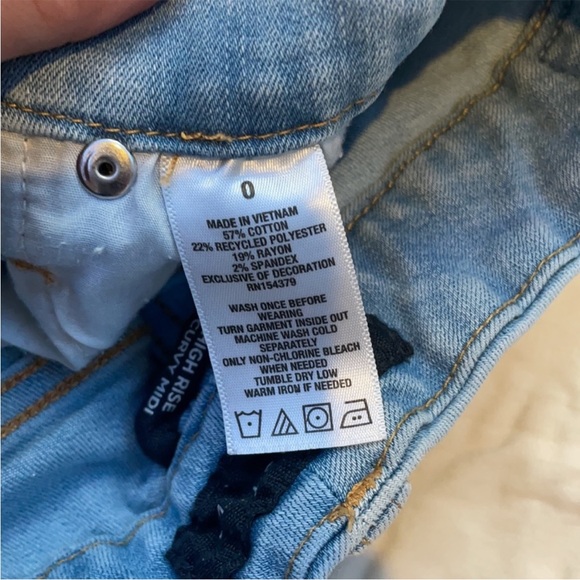 0
MADE IN VIETNAM
57% COTTON
22% RECYCLED POLYESTER
19% RAYON
2% SPANDEX
EXCLUSIVE OF DECORATION
RN154379
WASH ONCE BEFORE
WEARING
TURN GARMENT INSIDE OUT
MACHINE WASH COLD
SEPARATELY
ONLY NON-CHLORINE BLEACH
WHEN NEEDED
TUMBLE DRY LOW
WARM IRON IF NEEDED
HIGH RISE
CURVY MIDI